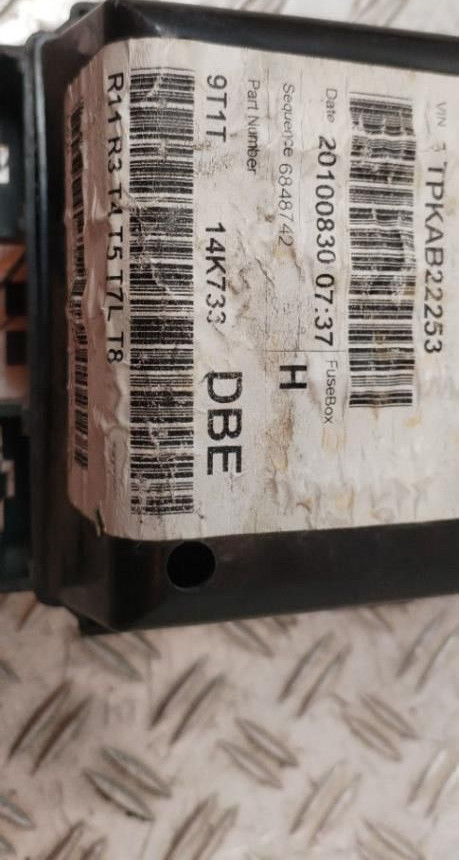 VIN TPKAB22253
Date 20100830 07:37 FuseBox
Sequence 6848742 H
Part Number
9T1T 14K733 DBE
R11 R3 T4 T5 T7L T8